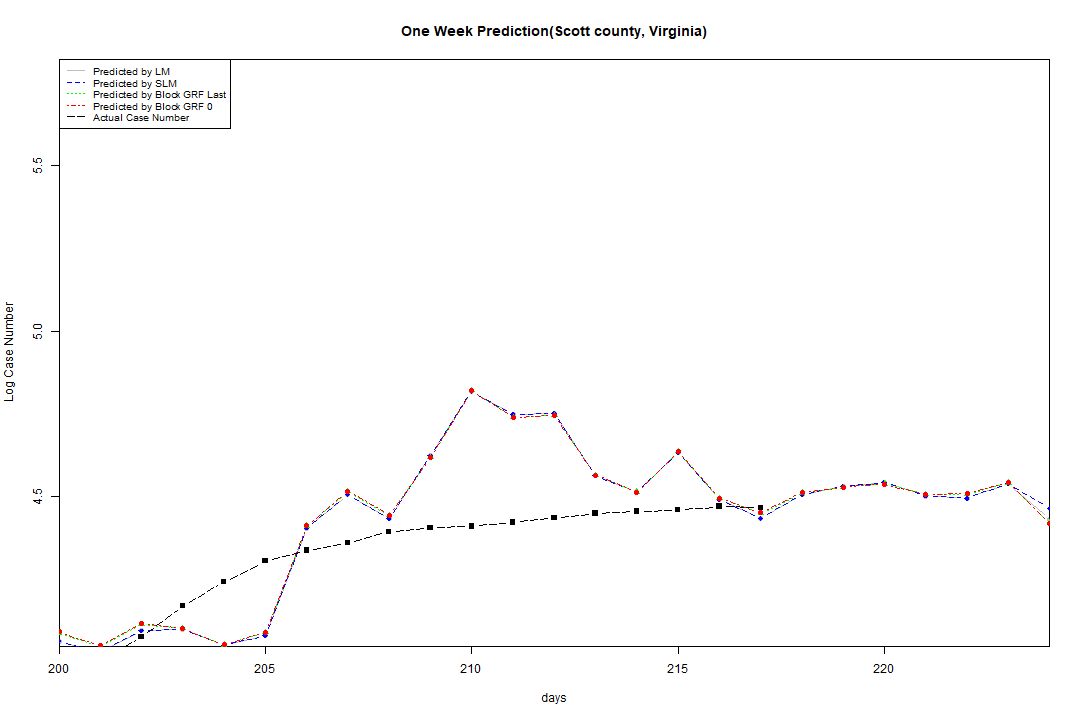 One Week Prediction(Scott county, Virginia)
Predicted by LM
Predicted by SLM
Predicted by Block GRF Last
Predicted by Block GRF 0
Actual Case Number
5.5
5.0
4.5
Log Case Number
200
205
210
215
220
days